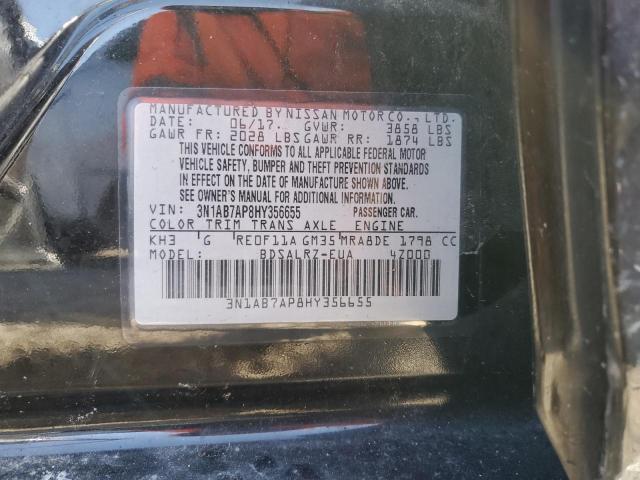 MANUFACTURED BY NISSAN MOTOR CO., LTD.
DATE: 06/17. GVWR: 3858 LBS
GAWR FR: 2028 LBS GAWR RR: 1874 LBS
THIS VEHICLE CONFORMS TO ALL APPLICABLE FEDERAL MOTOR
VEHICLE SAFETY, BUMPER AND THEFT PREVENTION STANDARDS
IN EFFECT ON THE DATE OF MANUFACTURE SHOWN ABOVE.
SEE OWNER'S MANUAL FOR ADDITIONAL INFORMATION.
VIN: 3N1AB7AP8HY356655 PASSENGER CAR.
COLOR TRIM TRANS AXLE ENGINE
KH3 G RE0F11A GM35 MRA8DE 1798 CC
MODEL: BDSALRZ-EUA 4Z000
3N1AB7AP8HY356655